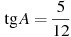 tgA = 5/12